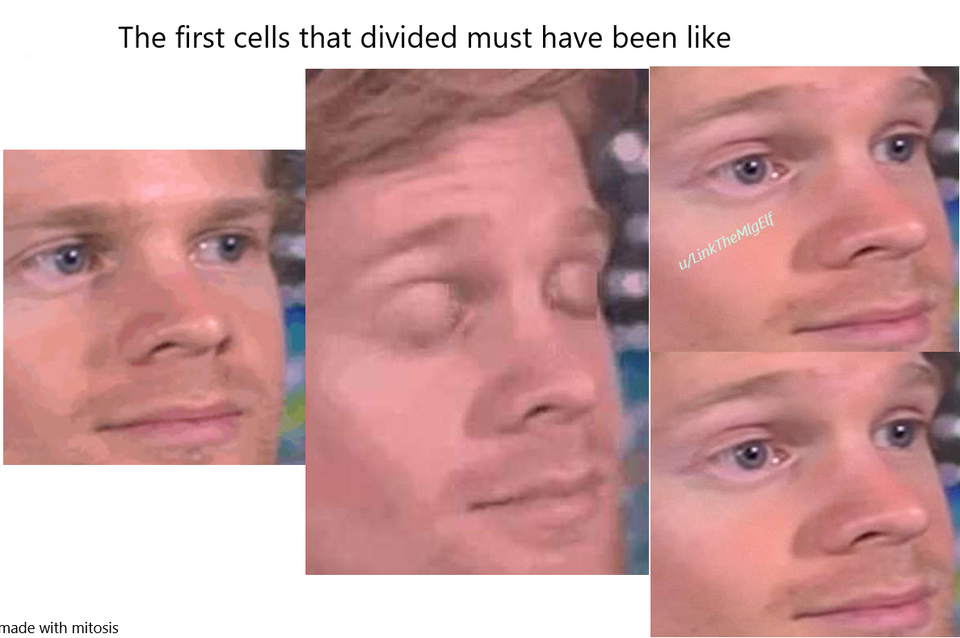 The first cells that divided must have been like
u/LinkTheMlgElf
made with mitosis